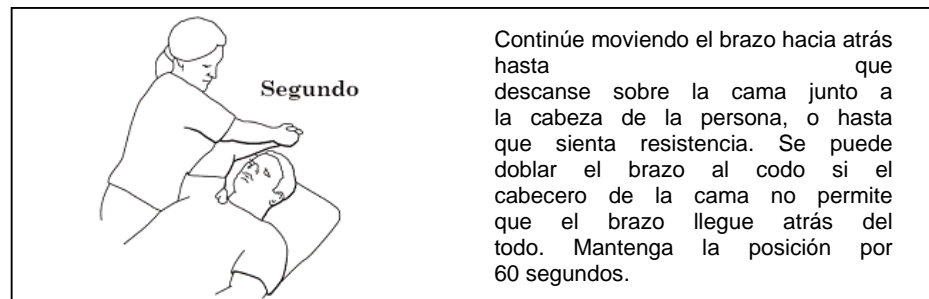 Segundo
Continúe moviendo el brazo hacia atrás
hasta que
descanse sobre la cama junto a
la cabeza de la persona, o hasta
que sienta resistencia. Se puede
doblar el brazo al codo si el
cabecero de la cama no permite
que el brazo llegue atrás del
todo. Mantenga la posición por
60 segundos.